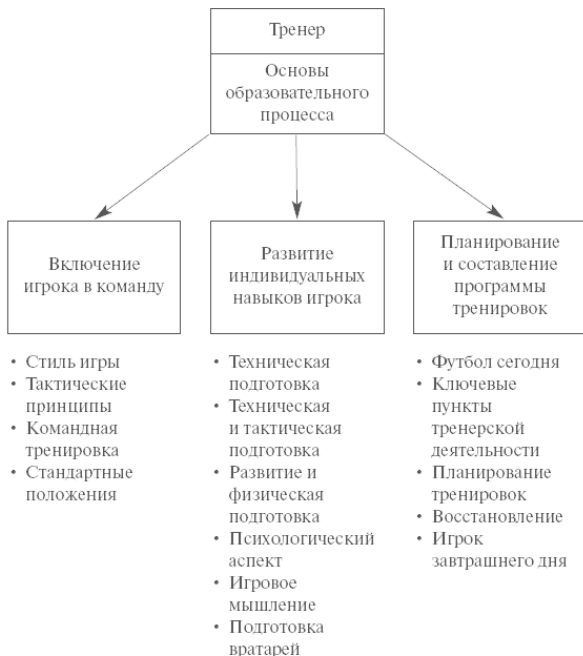 Тренер
Основы
образовательного
процесса
Включение
игрока в команду
• Стиль игры
• Тактические
принципы
• Командная
тренировка
• Стандартные
положения
Развитие
индивидуальных
навыков игрока
• Техническая
подготовка
• Техническая
и тактическая
подготовка
• Развитие и
физическая
подготовка
• Психологический
аспект
• Игровое
мышление
• Подготовка
вратарей
Планирование
и составление
программы
тренировок
• Футбол сегодня
• Ключевые
пункты
тренерской
деятельности
• Планирование
тренировок
• Восстановление
• Игрок
завтрашнего дня